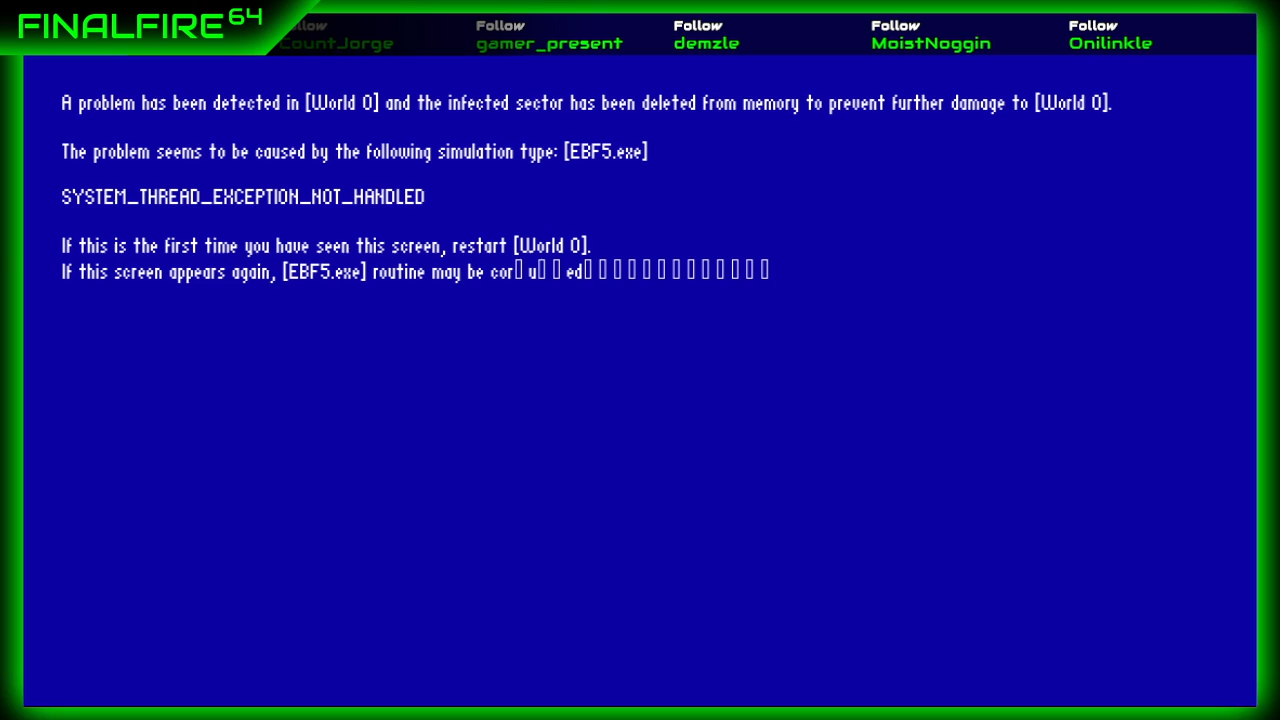 FINALFIRE64
Follow Follow Follow Follow Follow
CountJorge gamer_present demzle MoistNoggin Onilinkle
A problem has been detected in [World 0] and the infected sector has been deleted from memory to prevent further damage to [World 0].
The problem seems to be caused by the following simulation type: [EBF5.exe]
SYSTEM_THREAD_EXCEPTION_NOT_HANDLED
If this is the first time you have seen this screen, restart [World 0].
If this screen appears again, [EBF5.exe] routine may be cor▯u▯▯ed▯▯▯▯▯▯▯▯▯▯▯▯▯